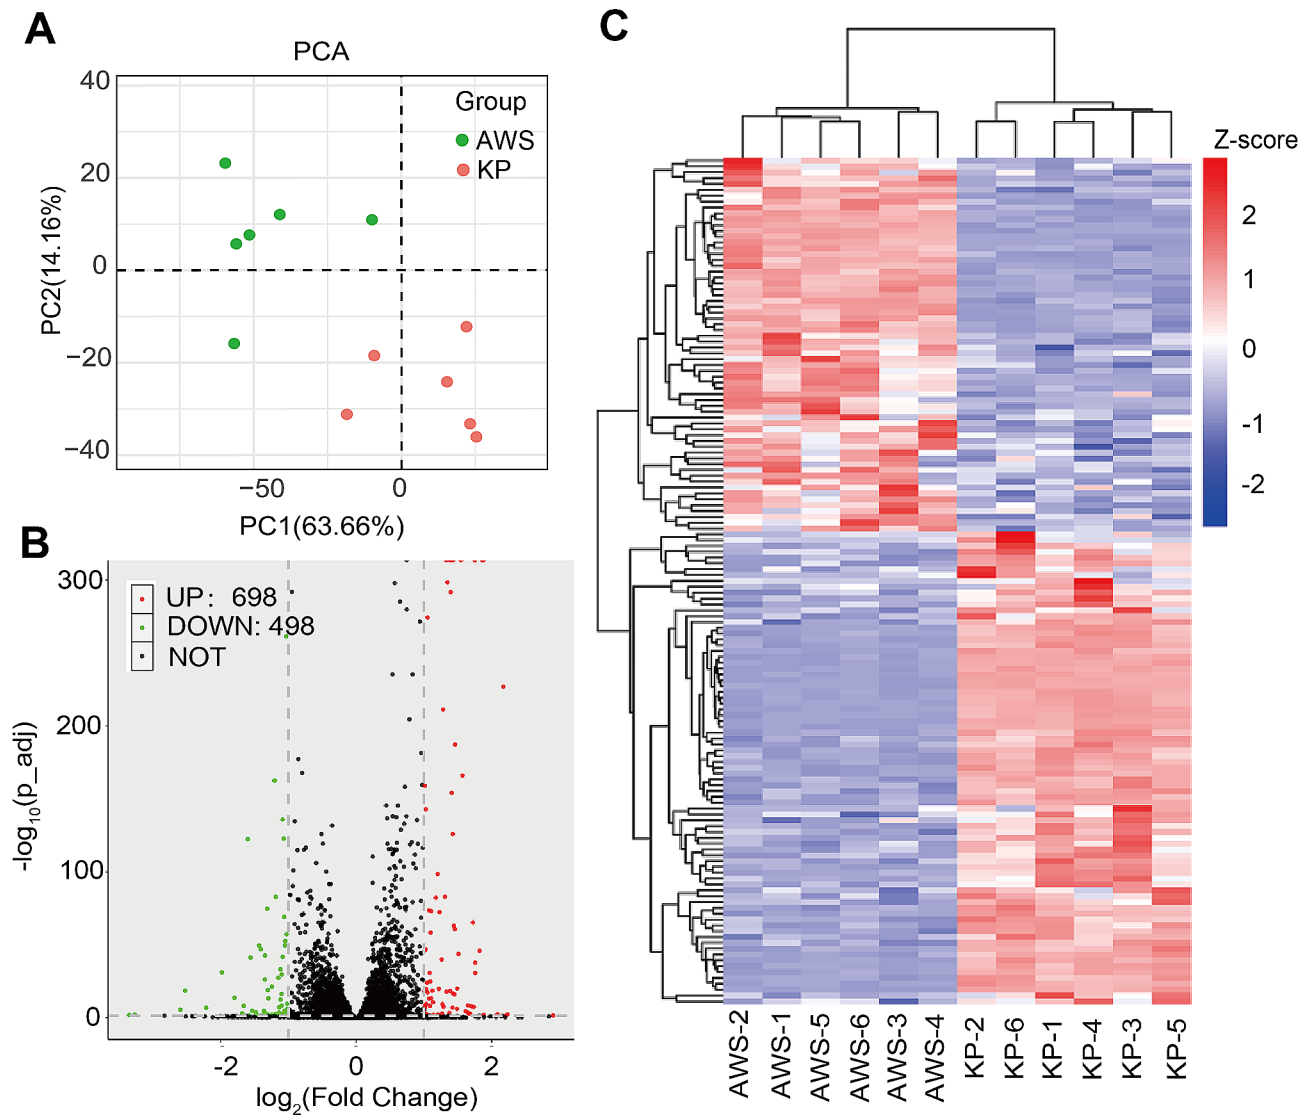 A
PCA
40
20
0
−20
−40
PC2(14.16%)
Group
AWS
KP
−50
0
PC1(63.66%)
B
300
200
100
0
-log10(p_adj)
UP: 698
DOWN: 498
NOT
-2
0
2
log2(Fold Change)
C
Z-score
2
1
0
-1
-2
AWS-2
AWS-1
AWS-5
AWS-6
AWS-3
AWS-4
KP-2
KP-6
KP-1
KP-4
KP-3
KP-5